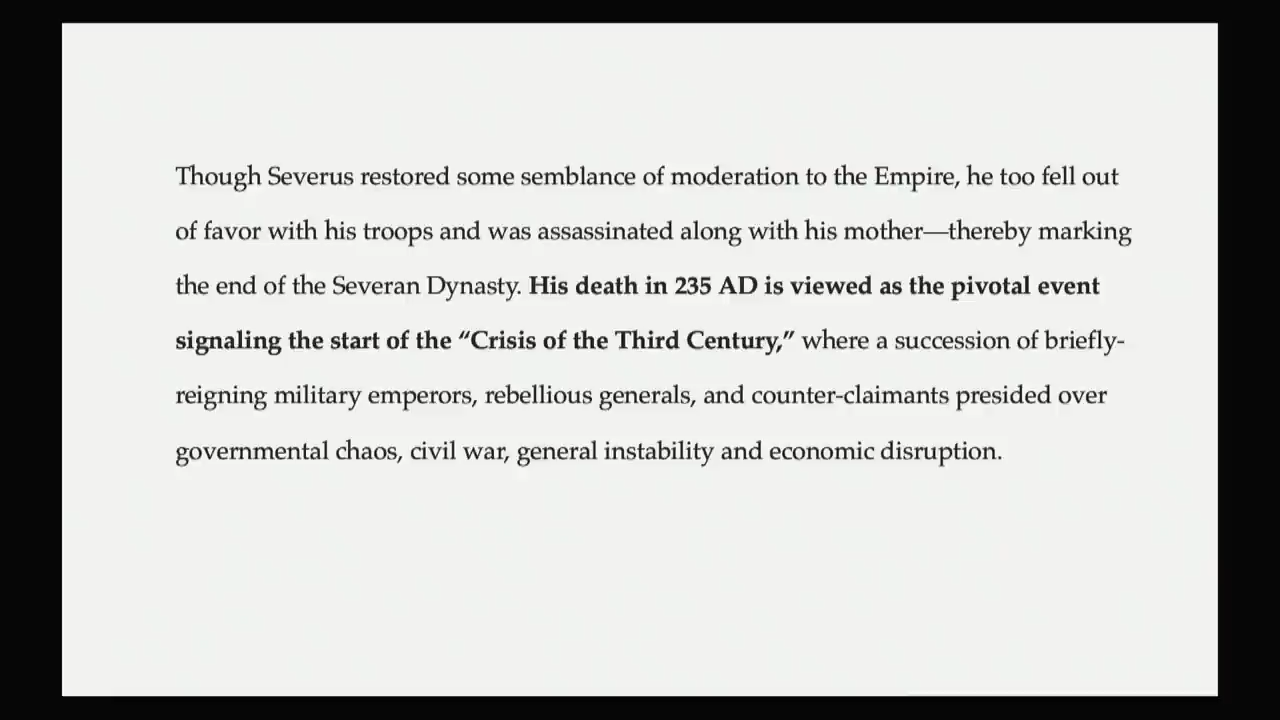 Though Severus restored some semblance of moderation to the Empire, he too fell out
of favor with his troops and was assassinated along with his mother—thereby marking
the end of the Severan Dynasty. His death in 235 AD is viewed as the pivotal event
signaling the start of the “Crisis of the Third Century,” where a succession of briefly-
reigning military emperors, rebellious generals, and counter-claimants presided over
governmental chaos, civil war, general instability and economic disruption.